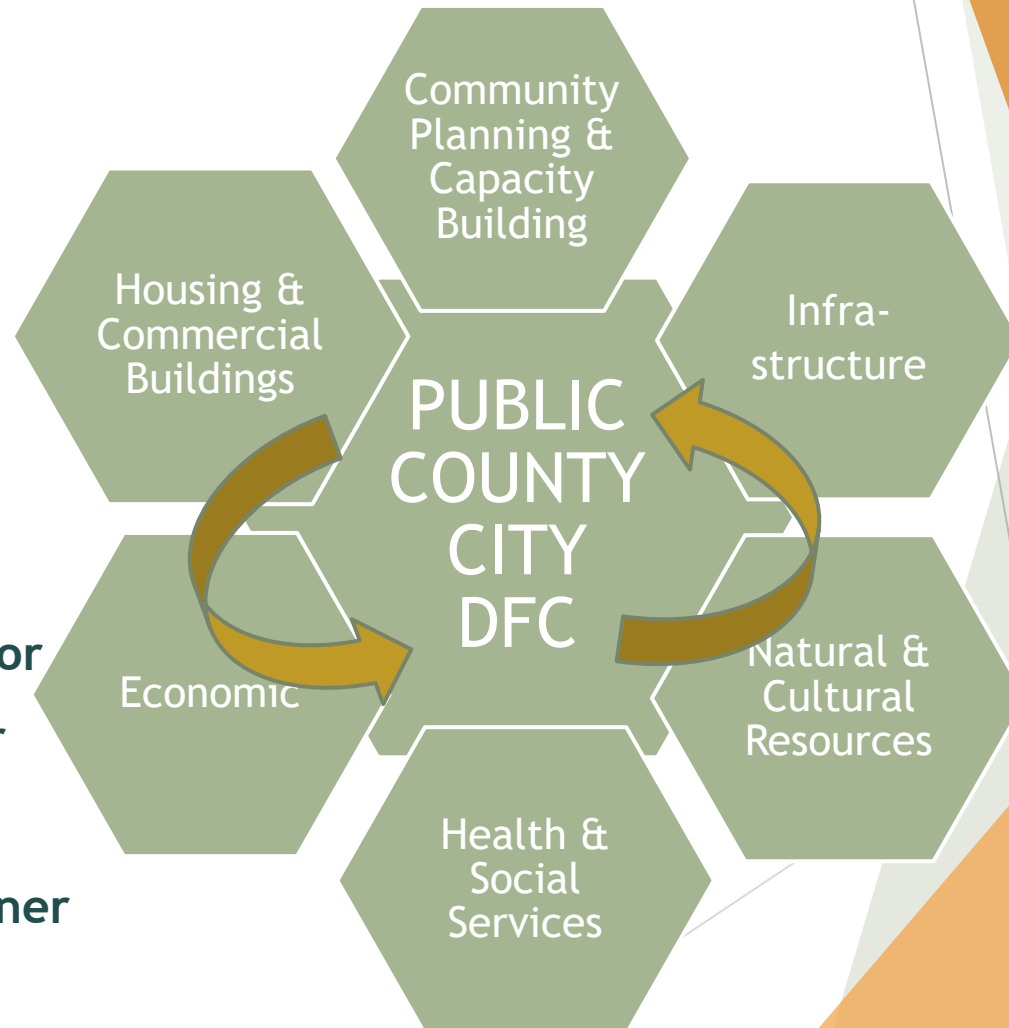 Community
Planning &
Capacity
Building
Housing &
Commercial
Buildings
Infra-
structure
PUBLIC
COUNTY
CITY
DFC
Economic
Natural &
Cultural
Resources
Health &
Social
Services